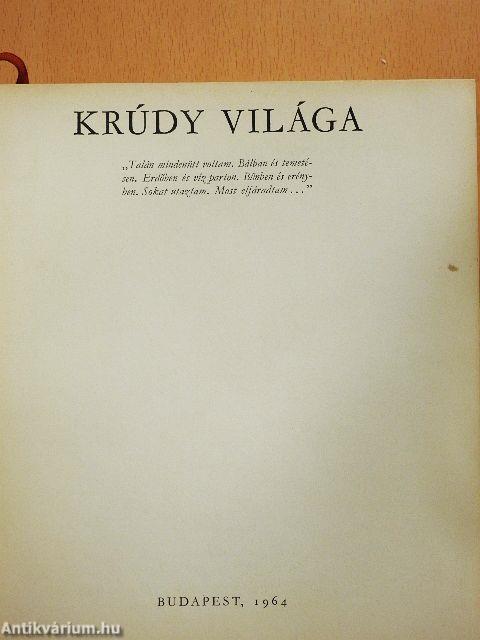 KRÚDY VILÁGA
„Talán mindenütt voltam. Bálban és temeté-
sen. Erdőben és víz parton. Bűnben és erény-
ben. Sokat utaztam. Most elfáradtam . . .”
BUDAPEST, 1964
Antikvárium.hu